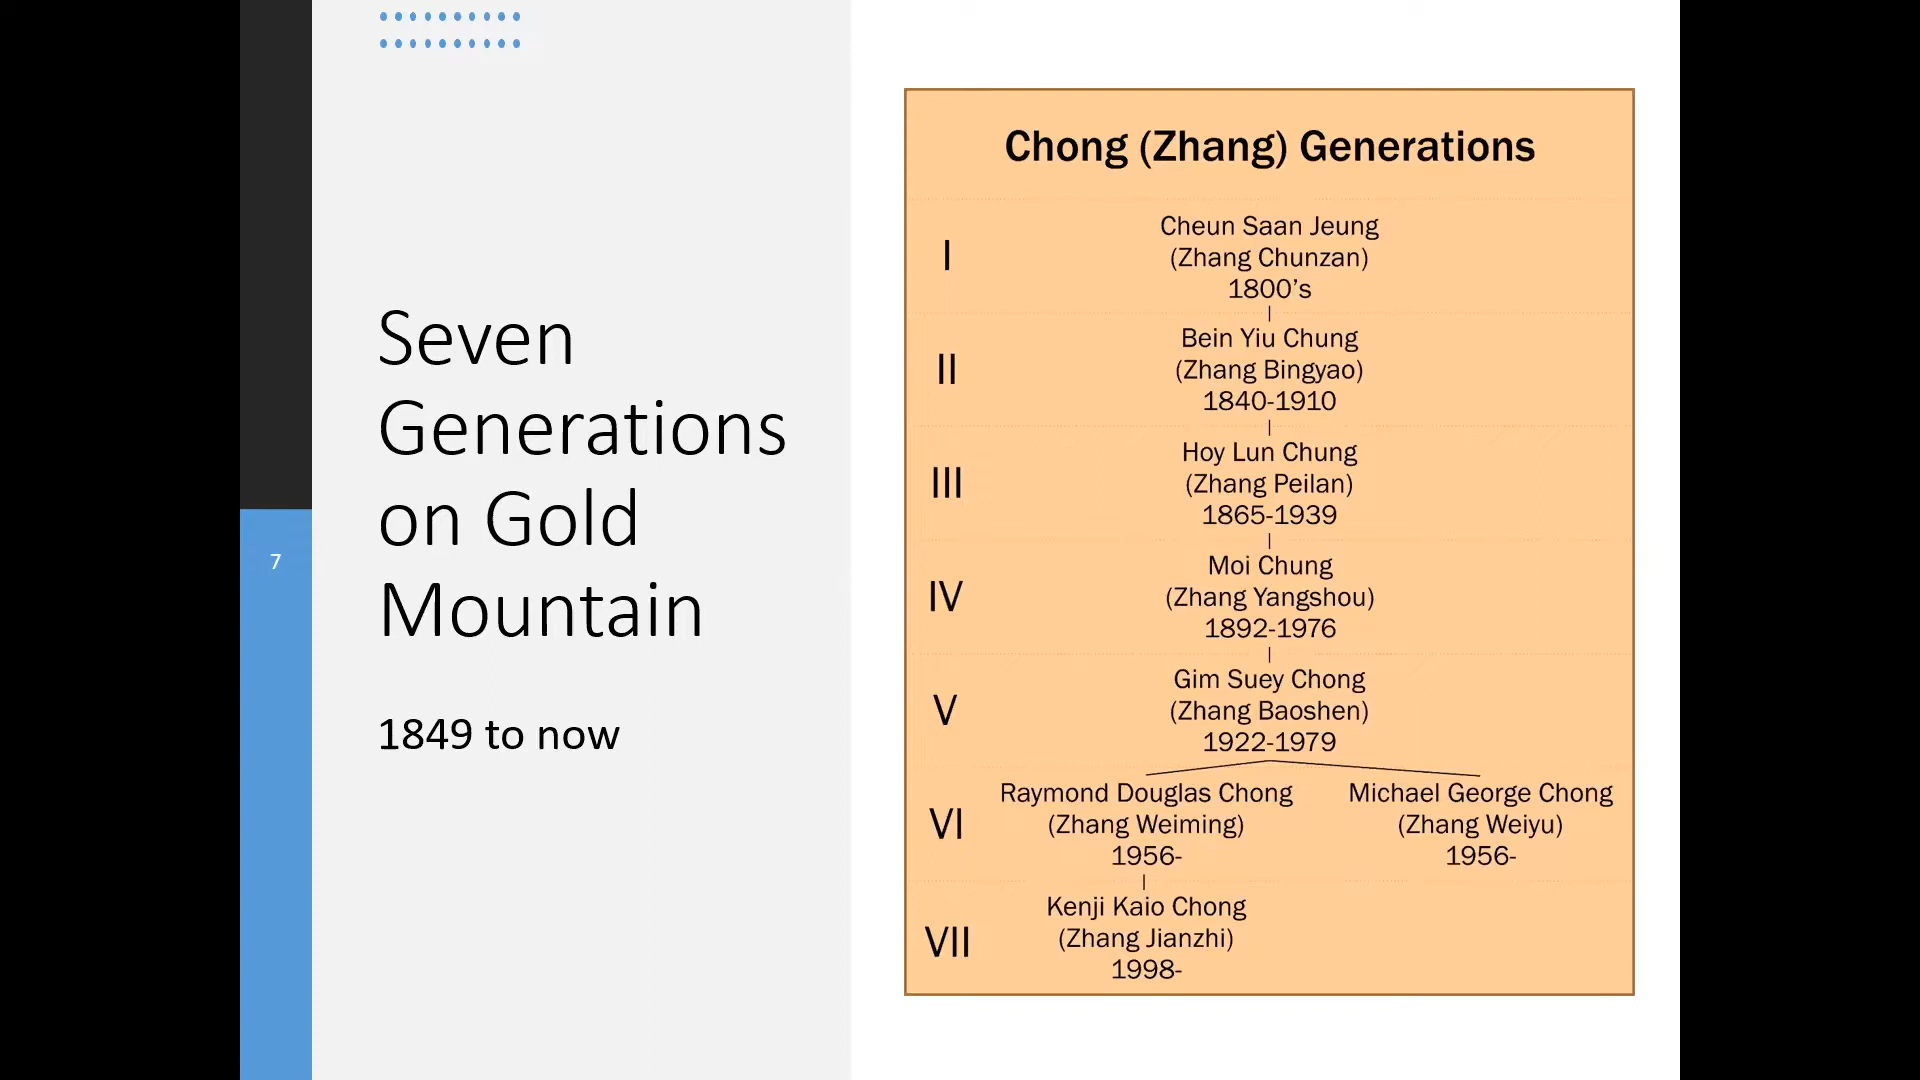 Seven
Generations
on Gold
Mountain
1849 to now
7
Chong (Zhang) Generations
I
Cheun Saan Jeung
(Zhang Chunzan)
1800’s
II
Bein Yiu Chung
(Zhang Bingyao)
1840-1910
III
Hoy Lun Chung
(Zhang Peilan)
1865-1939
IV
Moi Chung
(Zhang Yangshou)
1892-1976
V
Gim Suey Chong
(Zhang Baoshen)
1922-1979
VI
Raymond Douglas Chong
(Zhang Weiming)
1956-
Michael George Chong
(Zhang Weiyu)
1956-
VII
Kenji Kaio Chong
(Zhang Jianzhi)
1998-